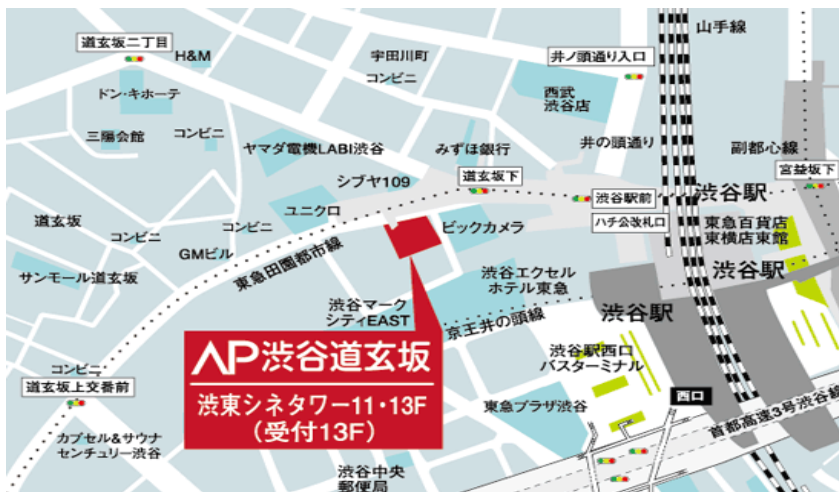 山手線
道玄坂二丁目
H&M
宇田川町
コンビニ
井ノ頭通り入口
ドン・キホーテ
西武
渋谷店
三陽会館
コンビニ
ヤマダ電機LABI渋谷
みずほ銀行
井の頭通り
副都心線
シブヤ109
道玄坂下
宮益坂下
渋谷駅前
渋谷駅
ユニクロ
道玄坂
コンビニ
コンビニ
ビックカメラ
ハチ公改札口
東急百貨店
東横店東館
GMビル
東急田園都市線
サンモール道玄坂
渋谷エクセル
ホテル東急
渋谷駅
渋谷マーク
シティEAST
京王井の頭線
渋谷駅
AP渋谷道玄坂
渋東シネタワー11・13F
(受付13F)
渋谷駅西口
バスターミナル
コンビニ
道玄坂上交番前
西口
東急プラザ渋谷
首都高速3号渋谷線
カプセル&サウナ
センチュリー渋谷
渋谷中央
郵便局